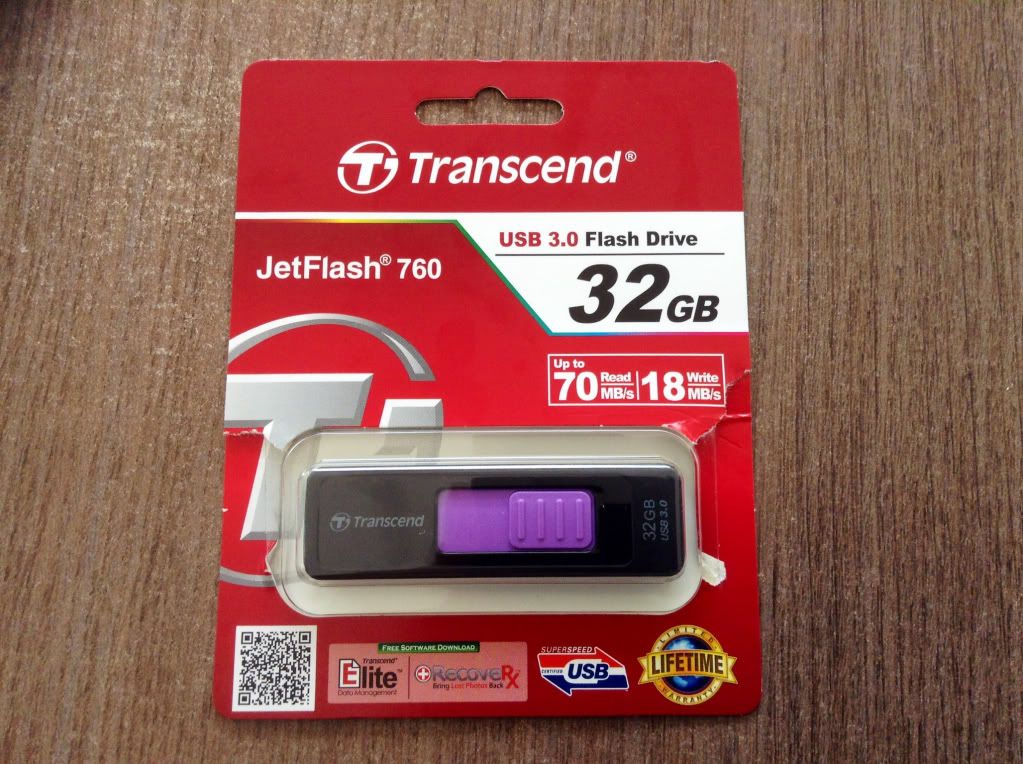 Transcend®
USB 3.0 Flash Drive
JetFlash® 760
32GB
Up to
70 Read MB/s 18 Write MB/s
Transcend
32GB
USB 3.0
FREE SOFTWARE DOWNLOAD
Transcend®
Elite™
Data Management
RECOVERx
Bring Lost Photos Back
SUPERSPEED
CERTIFIED
USB
LIMITED
LIFETIME
WARRANTY